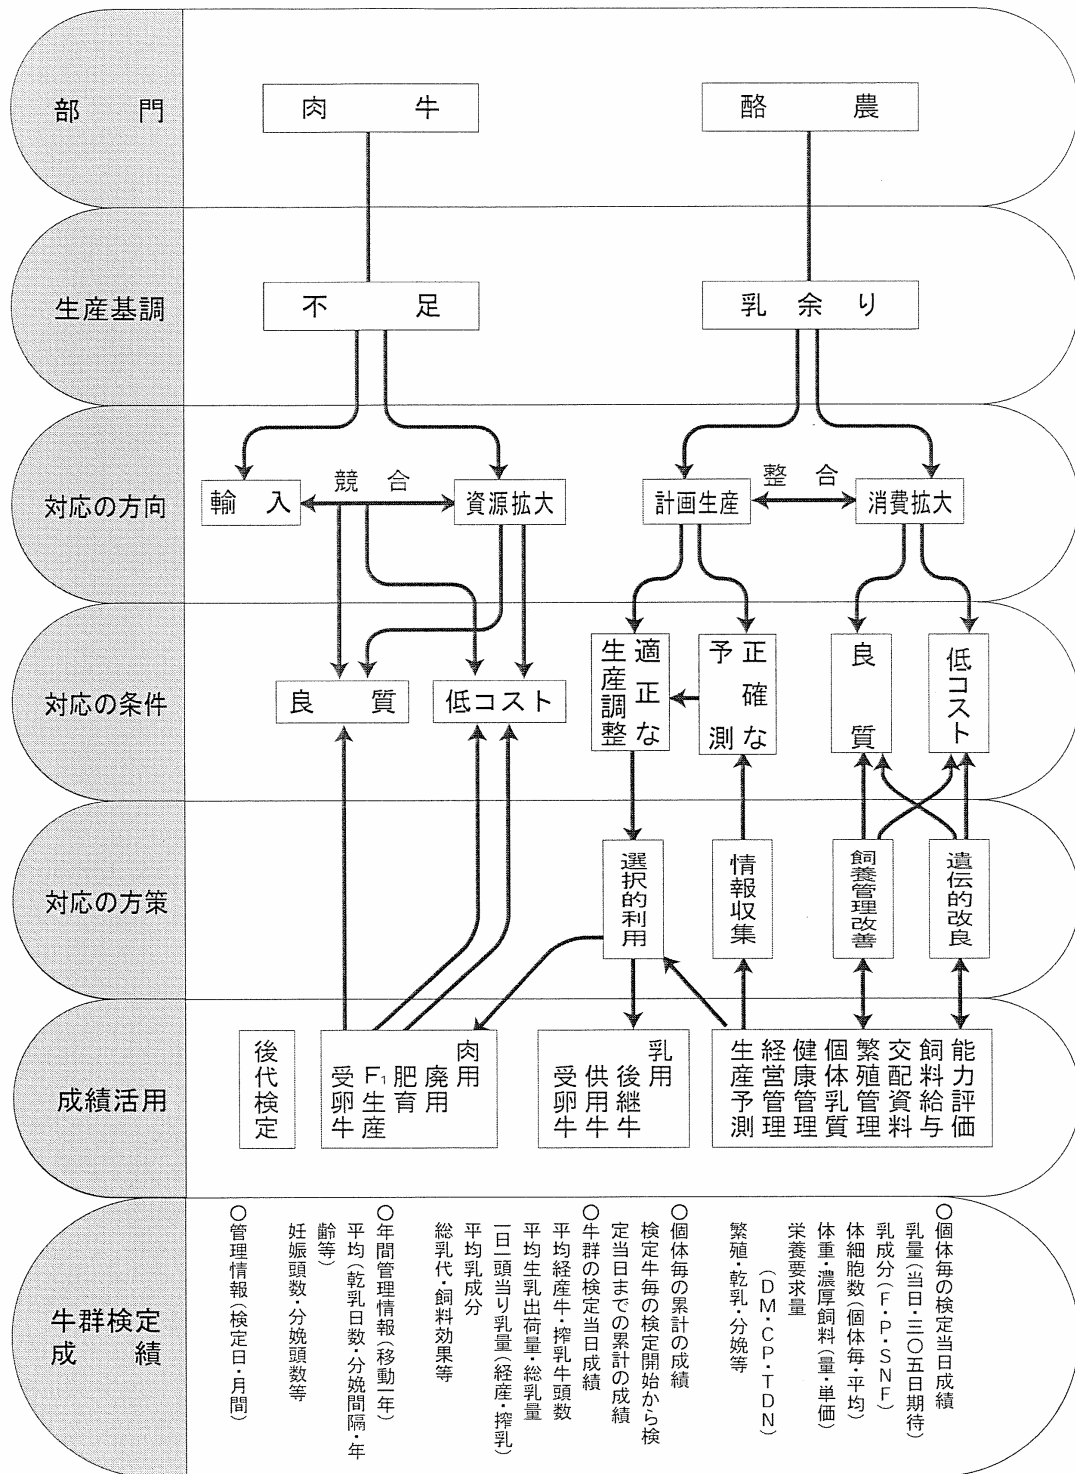 部門
肉牛
酪農
生産基調
不足
乳余り
対応の方向
輸入
競合
資源拡大
計画生産
整合
消費拡大
対応の条件
良質
低コスト
適正な
生産調整
正確な
予測
良質
低コスト
対応の方策
選択的利用
情報収集
飼養管理改善
遺伝的改良
成績活用
後代検定
肉用
廃用
肥育
F₁生産
受卵牛
乳用
後継牛
供用牛
受卵牛
能力評価
飼料給与
交配資料
繁殖管理
個体乳質
健康管理
経営管理
生産予測
牛群検定
成績
○個体毎の検定当日成績
乳量(当日・三〇五日期待)
乳成分(F・P・SNF)
体細胞数(個体毎・平均)
体重・濃厚飼料(量・単価)
栄養要求量
(DM・CP・TDN)
繁殖・乾乳・分娩等
○個体毎の累計の成績
検定牛毎の検定開始から検
定当日までの累計の成績
○牛群の検定当日成績
平均経産牛・搾乳牛頭数
平均生乳出荷量・総乳量
一日一頭当り乳量(経産・搾乳)
平均乳成分
総乳代・飼料効果等
○年間管理情報(移動一年)
平均(乾乳日数・分娩間隔・年
齢等)
妊娠頭数・分娩頭数等
○管理情報(検定日・月間)